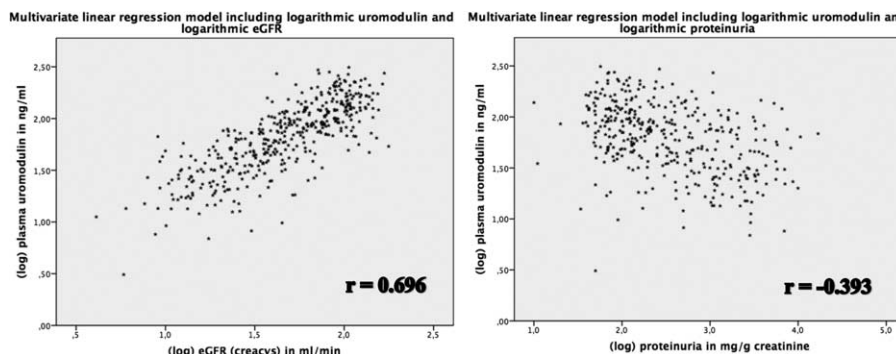 Multivariate linear regression model including logarithmic uromodulin and
logarithmic eGFR
(log) plasma uromodulin in ng/ml
2,50
2,00
1,50
1,00
,50
,00
r = 0.696
,5
1,0
1,5
2,0
2,5
(log) eGFR (creacys) in ml/min
Multivariate linear regression model including logarithmic uromodulin and
logarithmic proteinuria
(log) plasma uromodulin in ng/ml
2,50
2,00
1,50
1,00
,50
,00
r = -0.393
1,0
2,0
3,0
4,0
5,0
(log) proteinuria in mg/g creatinine